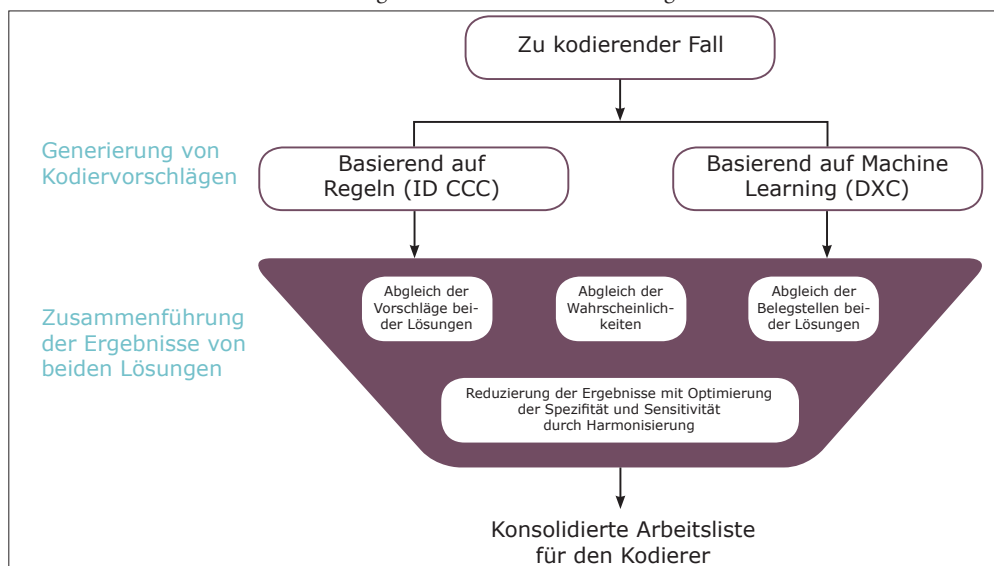 Zu kodierender Fall
Generierung von
Kodiervorschlägen
Basierend auf
Regeln (ID CCC)
Basierend auf Machine
Learning (DXC)
Zusammenführung
der Ergebnisse von
beiden Lösungen
Abgleich der
Vorschläge bei-
der Lösungen
Abgleich der
Wahrscheinlich-
keiten
Abgleich der
Belegstellen bei-
der Lösungen
Reduzierung der Ergebnisse mit Optimierung
der Spezifität und Sensitivität
durch Harmonisierung
Konsolidierte Arbeitsliste
für den Kodierer